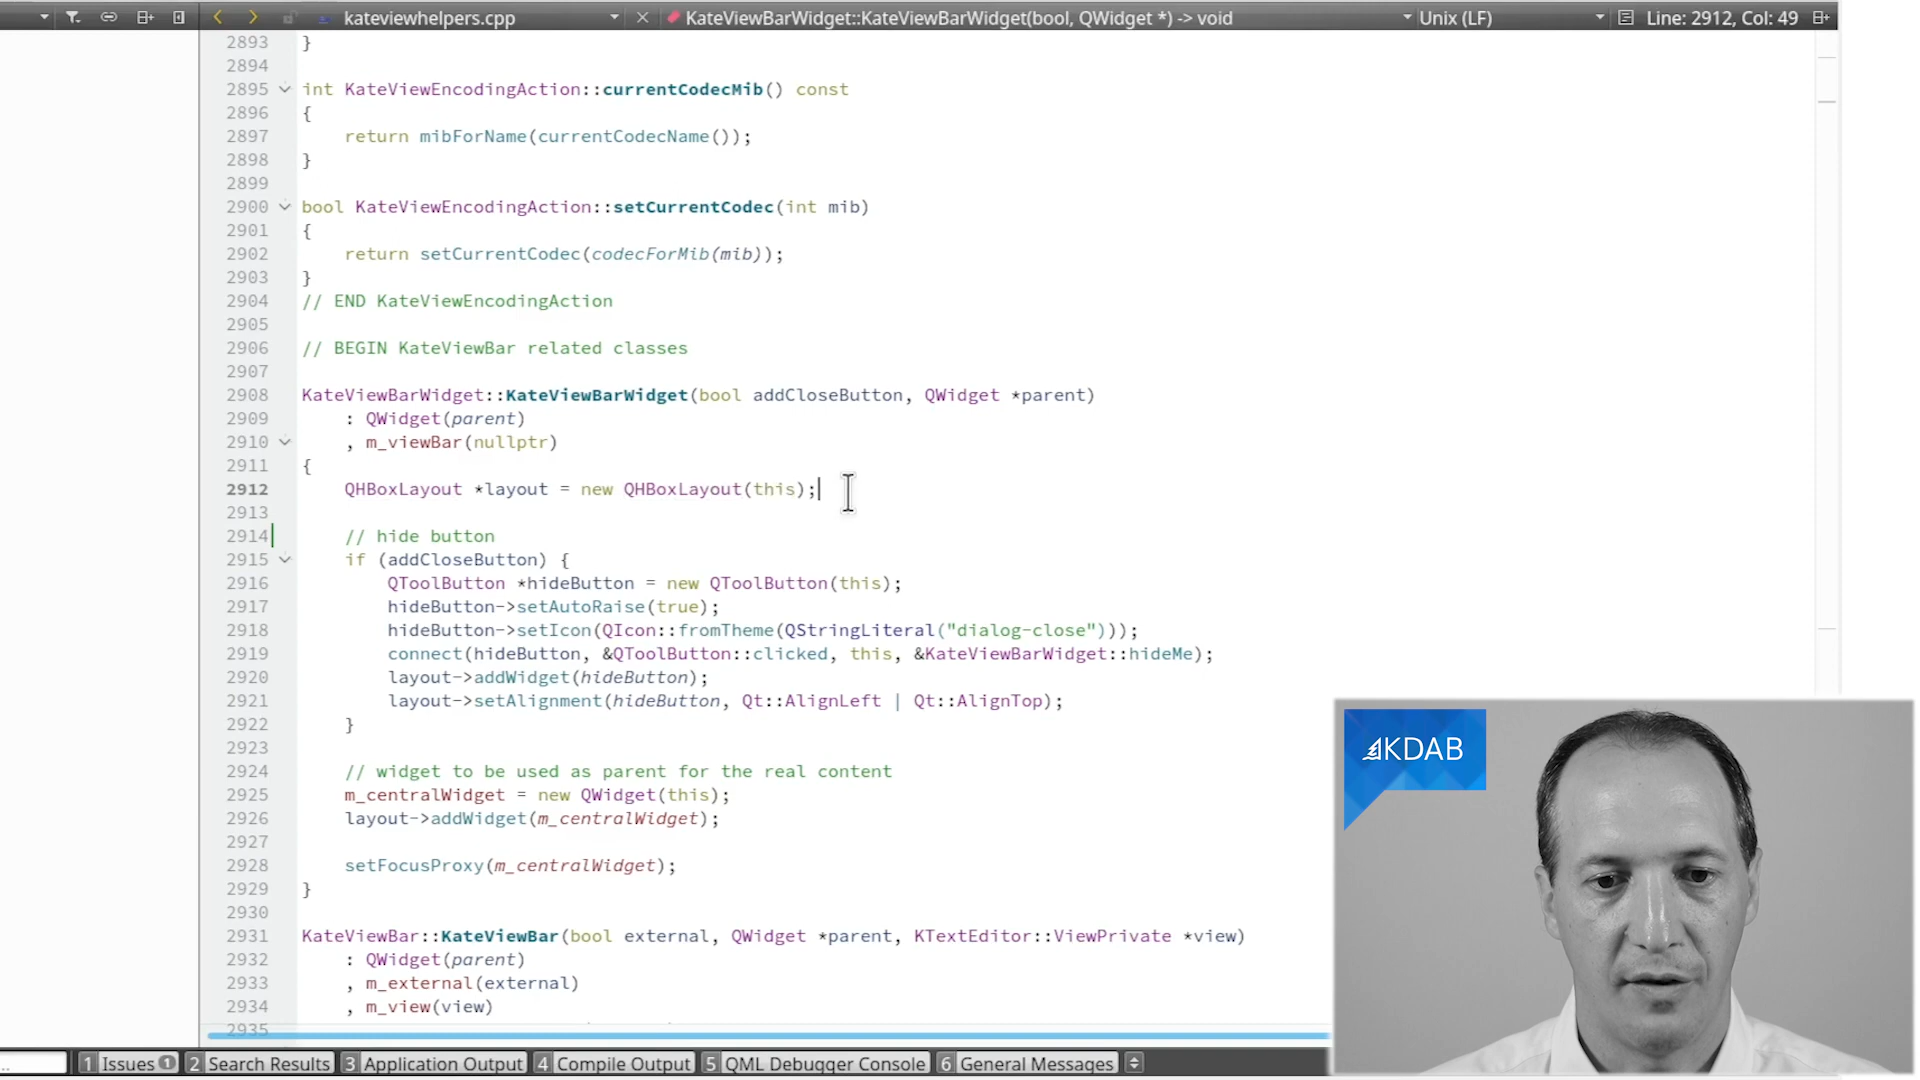 kateviewhelpers.cpp KateViewBarWidget::KateViewBarWidget(bool, QWidget *) -> void Unix (LF) Line: 2912, Col: 49
2893 }
2894
2895 int KateViewEncodingAction::currentCodecMib() const
2896 {
2897 return mibForName(currentCodecName());
2898 }
2899
2900 bool KateViewEncodingAction::setCurrentCodec(int mib)
2901 {
2902 return setCurrentCodec(codecForMib(mib));
2903 }
2904 // END KateViewEncodingAction
2905
2906 // BEGIN KateViewBar related classes
2907
2908 KateViewBarWidget::KateViewBarWidget(bool addCloseButton, QWidget *parent)
2909 : QWidget(parent)
2910 , m_viewBar(nullptr)
2911 {
2912 QHBoxLayout *layout = new QHBoxLayout(this);
2913
2914 // hide button
2915 if (addCloseButton) {
2916 QToolButton *hideButton = new QToolButton(this);
2917 hideButton->setAutoRaise(true);
2918 hideButton->setIcon(QIcon::fromTheme(QStringLiteral("dialog-close")));
2919 connect(hideButton, &QToolButton::clicked, this, &KateViewBarWidget::hideMe);
2920 layout->addWidget(hideButton);
2921 layout->setAlignment(hideButton, Qt::AlignLeft | Qt::AlignTop);
2922 }
2923
2924 // widget to be used as parent for the real content
2925 m_centralWidget = new QWidget(this);
2926 layout->addWidget(m_centralWidget);
2927
2928 setFocusProxy(m_centralWidget);
2929 }
2930
2931 KateViewBar::KateViewBar(bool external, QWidget *parent, KTextEditor::ViewPrivate *view)
2932 : QWidget(parent)
2933 , m_external(external)
2934 , m_view(view)
2935
KDAB
.. 1 Issues 1 2 Search Results 3 Application Output 4 Compile Output 5 QML Debugger Console 6 General Messages